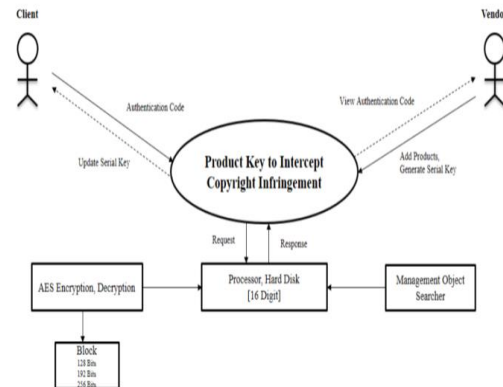 Client
Vendo
Authentication Code
View Authentication Code
Update Serial Key
Add Products,
Generate Serial Key
Product Key to Intercept
Copyright Infringement
Request
Response
AES Encryption, Decryption
Processor, Hard Disk
[16 Digit]
Management Object
Searcher
Block
128 Bits
192 Bits
256 Bits